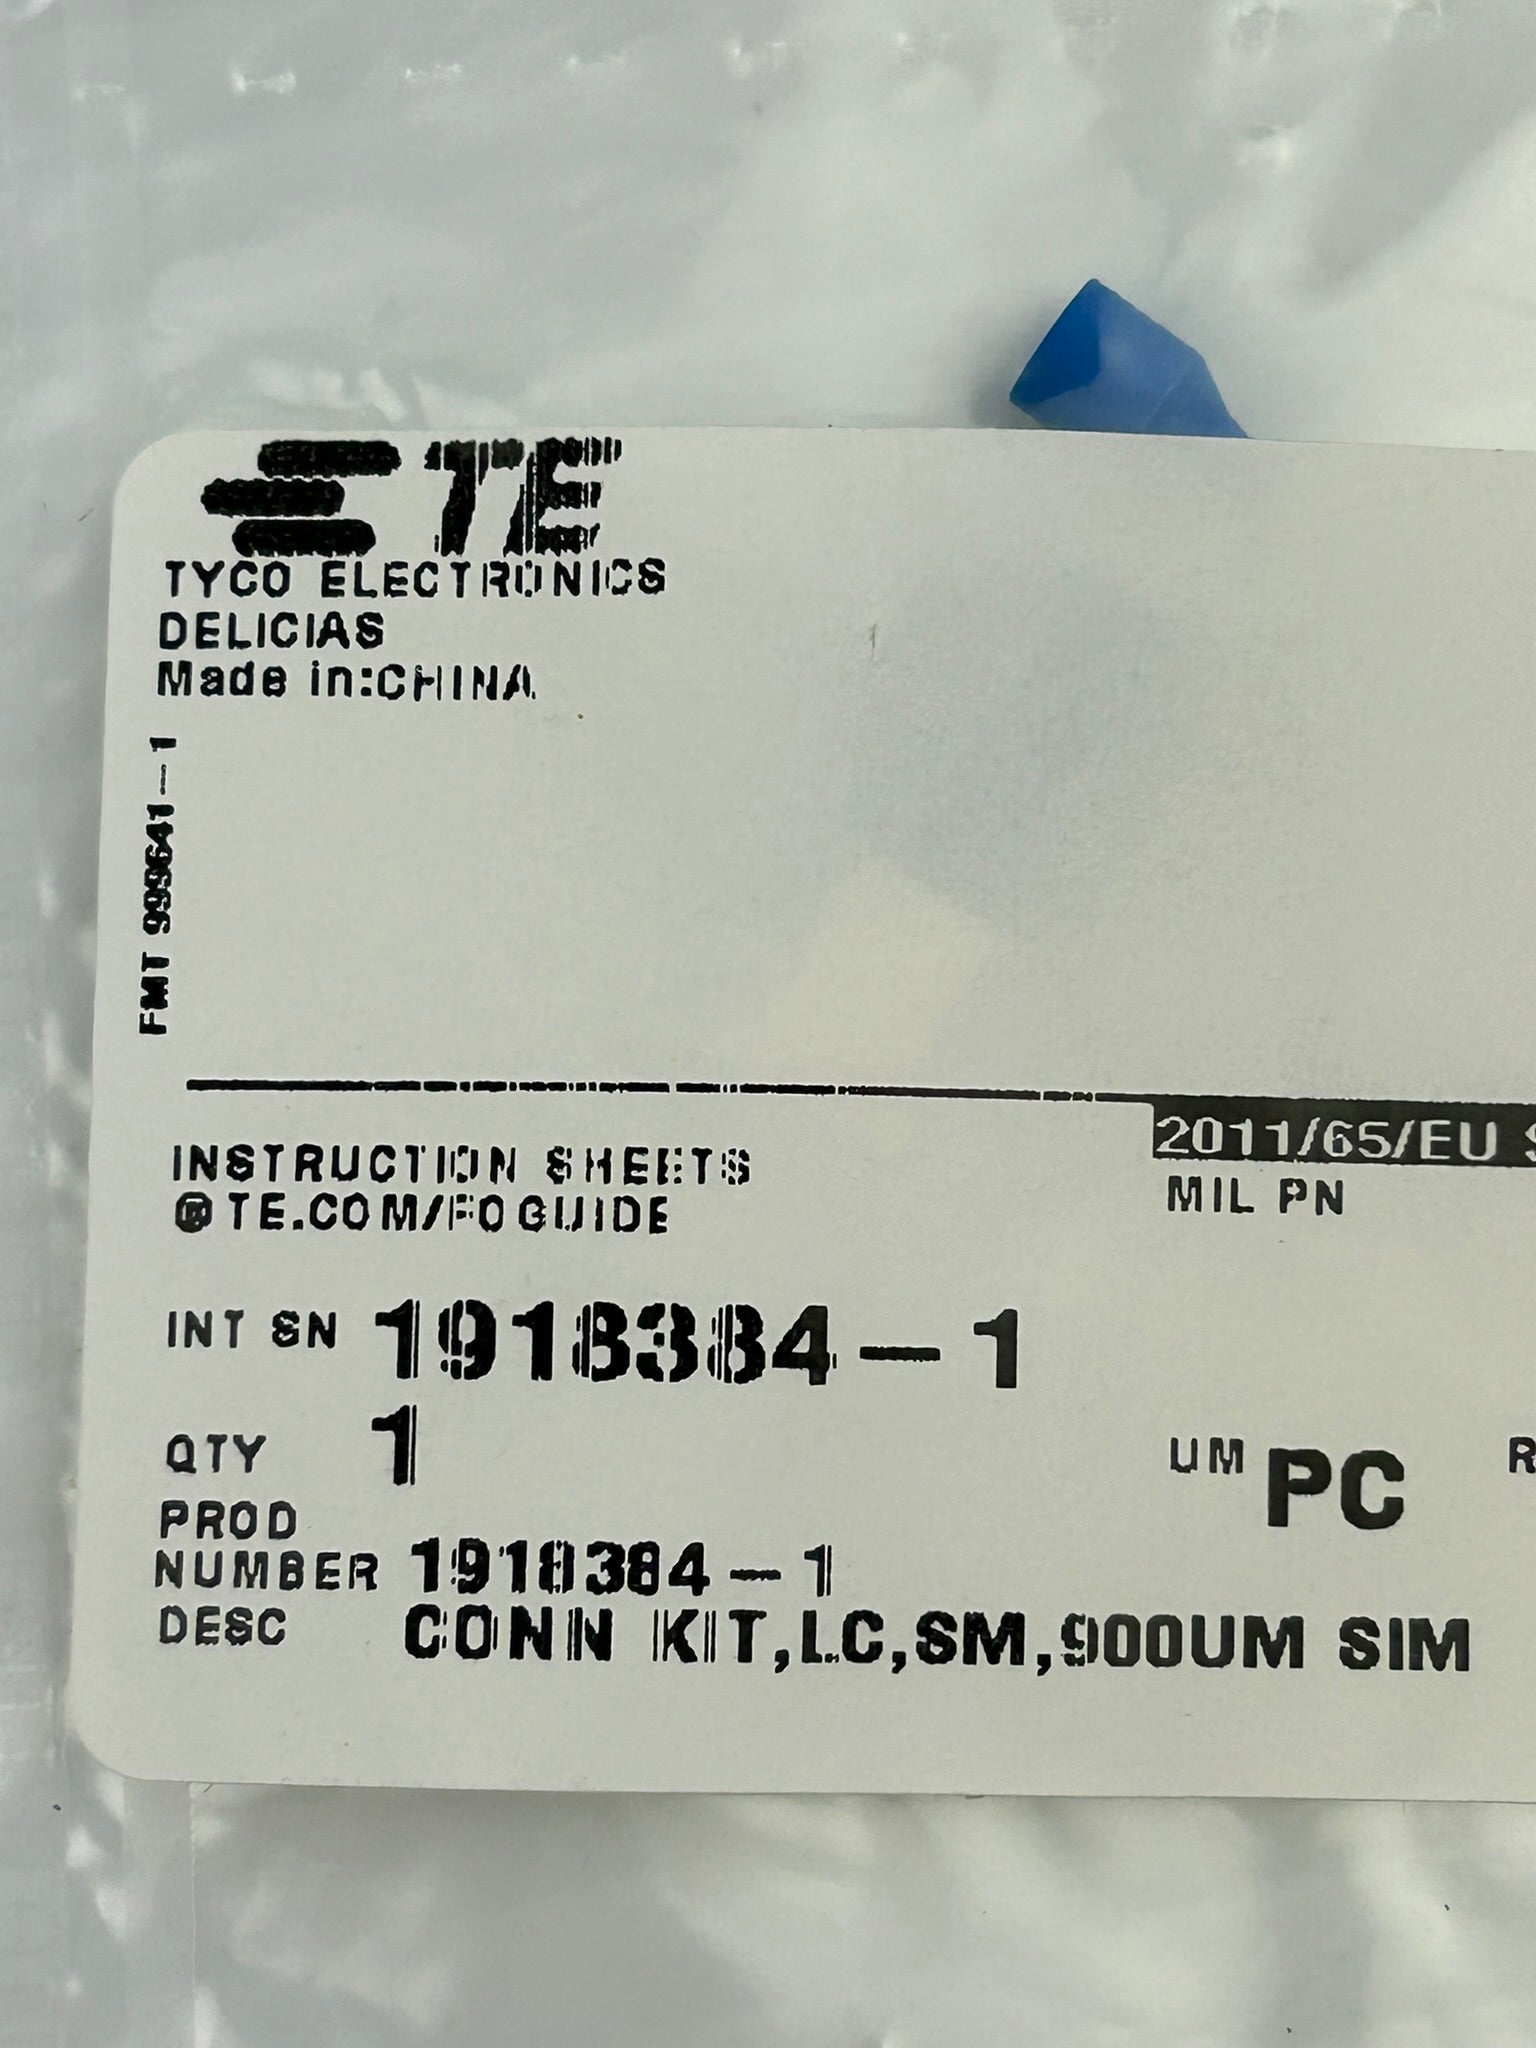 TE
TYCO ELECTRONICS
DELICIAS
Made in:CHINA
FMT 999641-1
2011/65/EU
INSTRUCTION SHEETS
@TE.COM/FOGUIDE
MIL PN
INT SN 1918384-1
QTY 1
UM PC R
PROD
NUMBER 1918384-1
DESC CONN KIT,LC,SM,900UM SIM